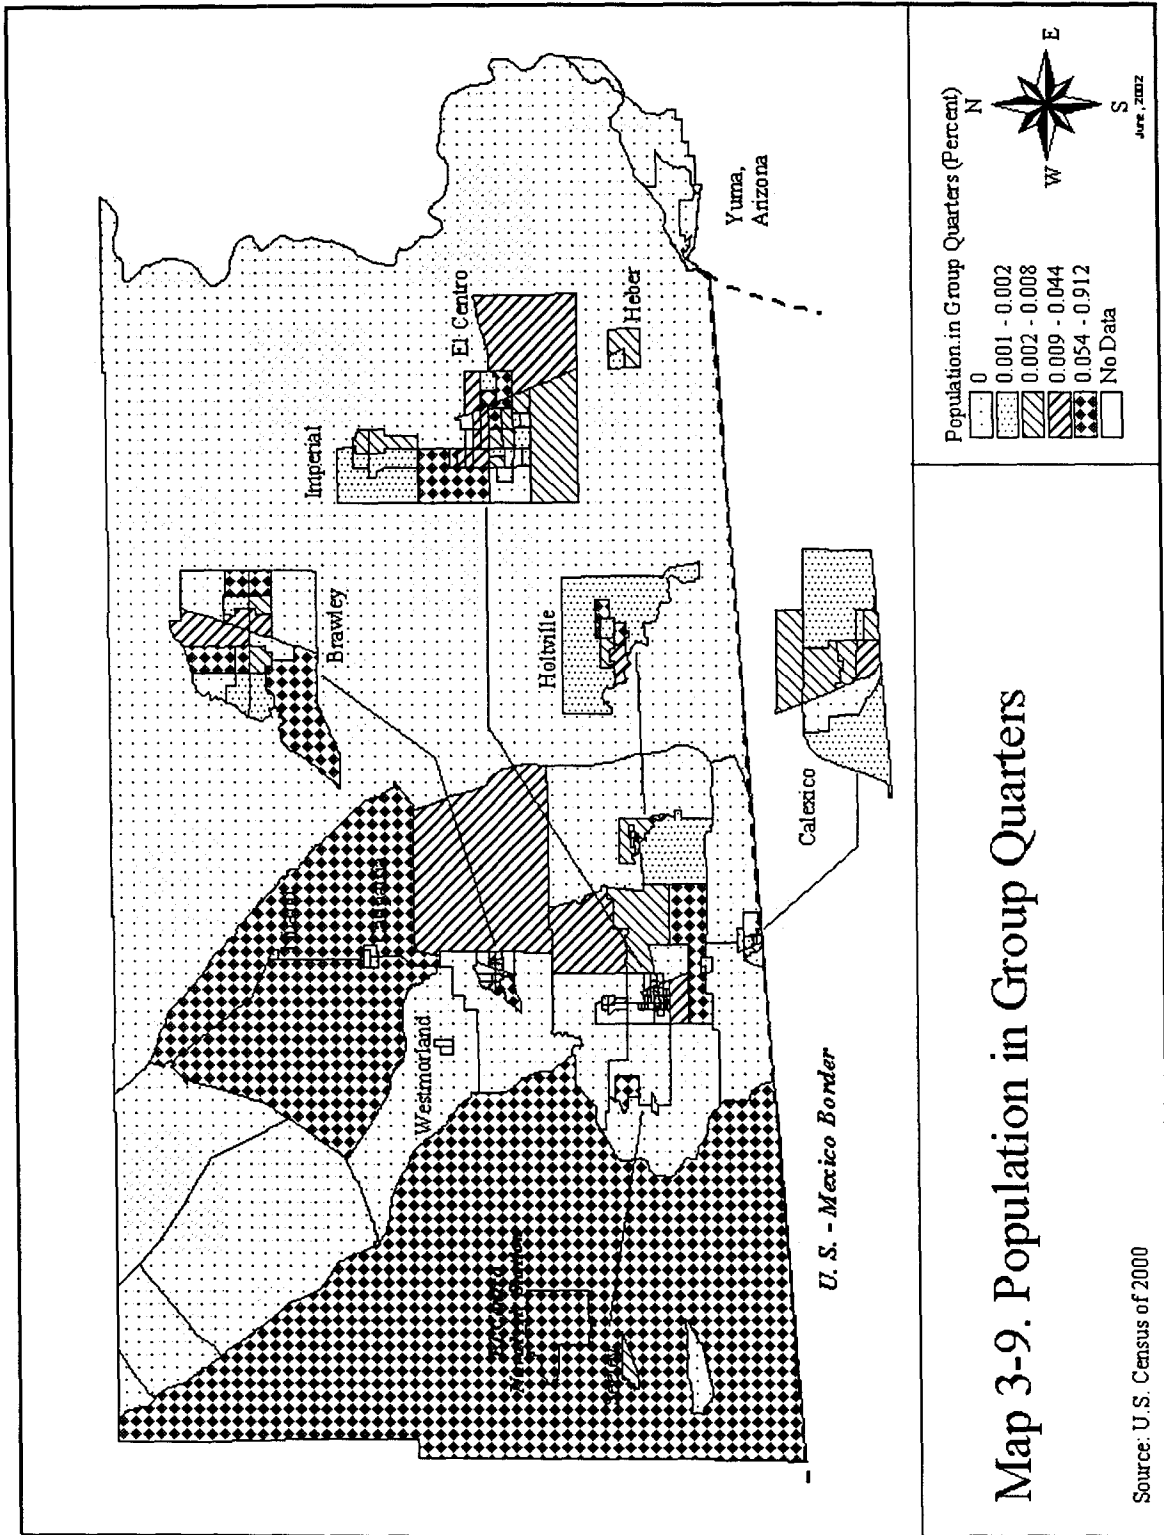 Imperial
El Centro
Heber
Brawley
Holtville
Calexico
Westmorland
Yuma,
Arizona
U. S. - Mexico Border
Population in Group Quarters (Percent)
0
0.001 - 0.002
0.002 - 0.008
0.009 - 0.044
0.054 - 0.912
No Data
N
E
W
S
June, 2002
Map 3-9. Population in Group Quarters
Source: U.S. Census of 2000